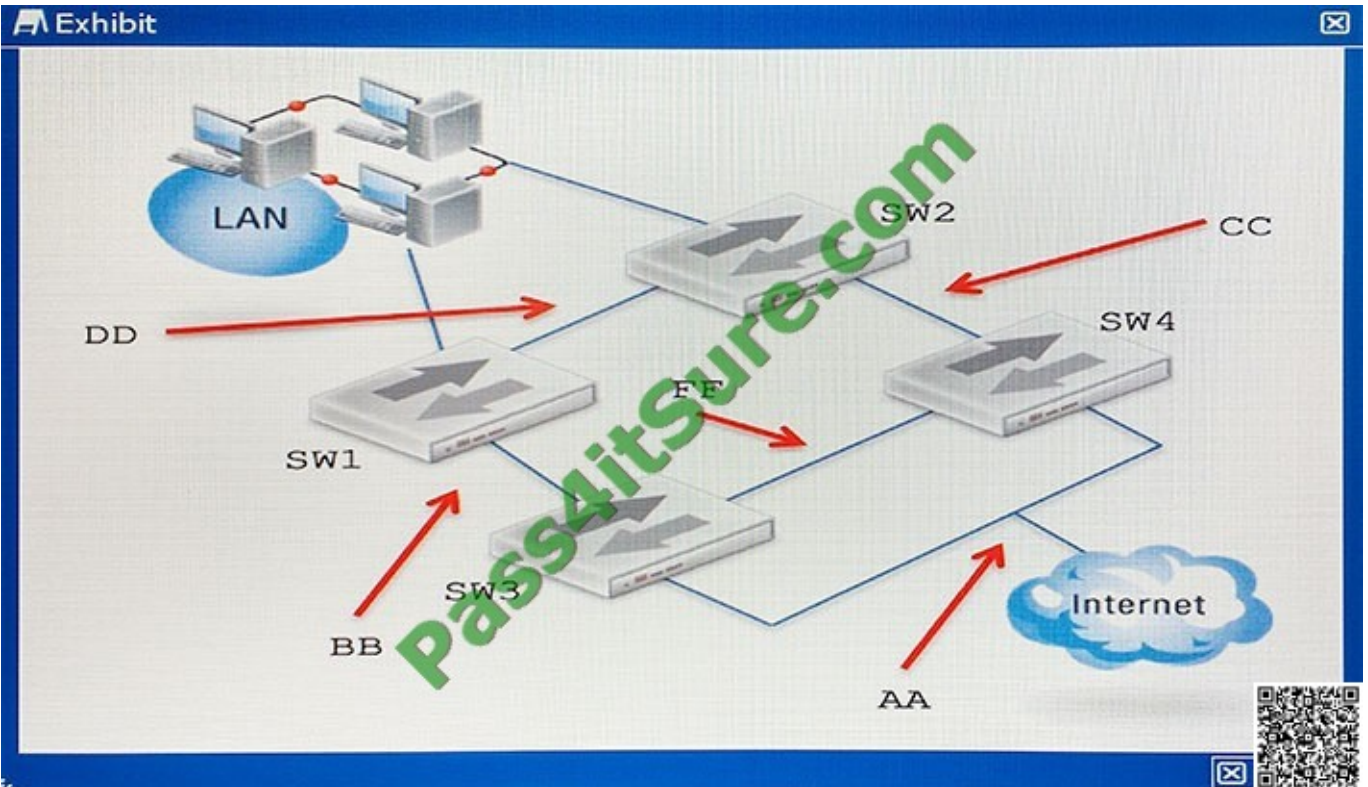 Exhibit
LAN
SW2
CC
DD
SW4
FF
SW1
SW3
BB
Internet
AA
Pass4itSure.com